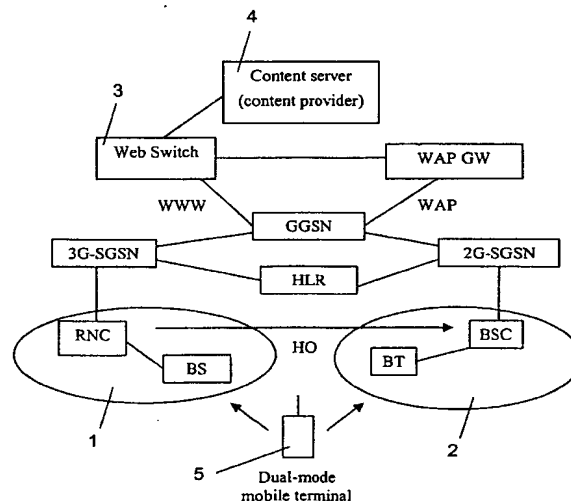 4
Content server
(content provider)
3
Web Switch
WAP GW
WWW
WAP
GGSN
3G-SGSN
2G-SGSN
HLR
RNC
BSC
HO
BS
BT
1
2
5
Dual-mode
mobile terminal